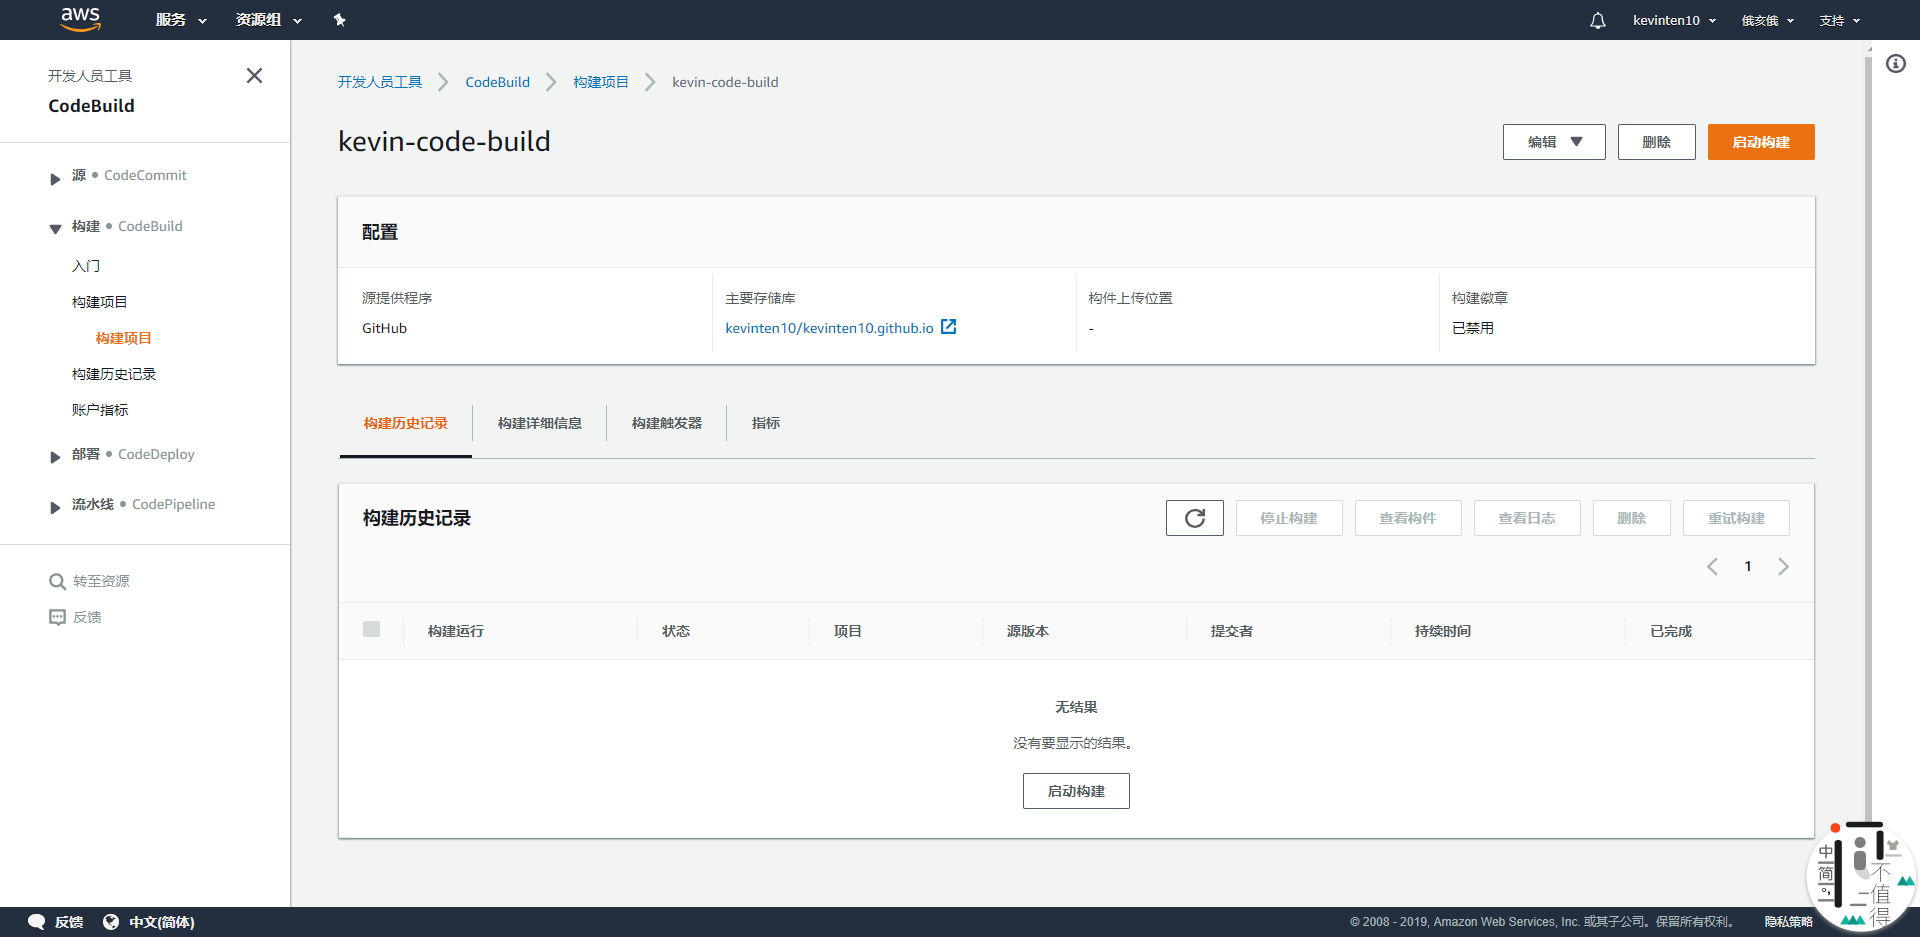 aws 服务 资源组 kevinten10 俄亥俄 支持
开发人员工具
CodeBuild
源 • CodeCommit
构建 • CodeBuild
入门
构建项目
构建项目
构建历史记录
账户指标
部署 • CodeDeploy
流水线 • CodePipeline
转至资源
反馈
开发人员工具 CodeBuild 构建项目 kevin-code-build
kevin-code-build
编辑 删除 启动构建
配置
源提供程序 主要存储库 构件上传位置 构建徽章
GitHub kevinten10/kevinten10.github.io - 已禁用
构建历史记录 构建详细信息 构建触发器 指标
构建历史记录 停止构建 查看构件 查看日志 删除 重试构建
1
构建运行 状态 项目 源版本 提交者 持续时间 已完成
无结果
没有要显示的结果。
启动构建
中
简
°,
不
值
得
反馈 中文(简体) © 2008 - 2019, Amazon Web Services, Inc. 或其子公司。保留所有权利。 隐私策略